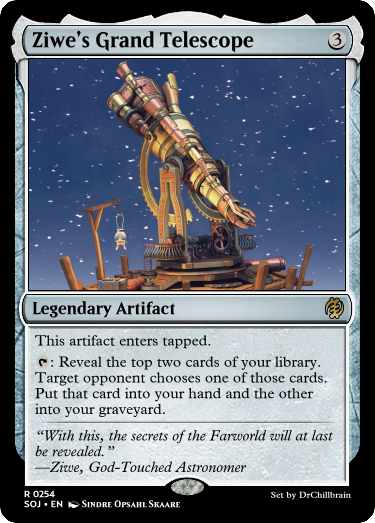 Ziwe's Grand Telescope 3
Legendary Artifact
This artifact enters tapped.
: Reveal the top two cards of your library.
Target opponent chooses one of those cards.
Put that card into your hand and the other
into your graveyard.
“With this, the secrets of the Farworld will at last
be revealed.”
—Ziwe, God-Touched Astronomer
R 0254
SOJ • EN Sindre Opsahl Skaare
Set by DrChillbrain